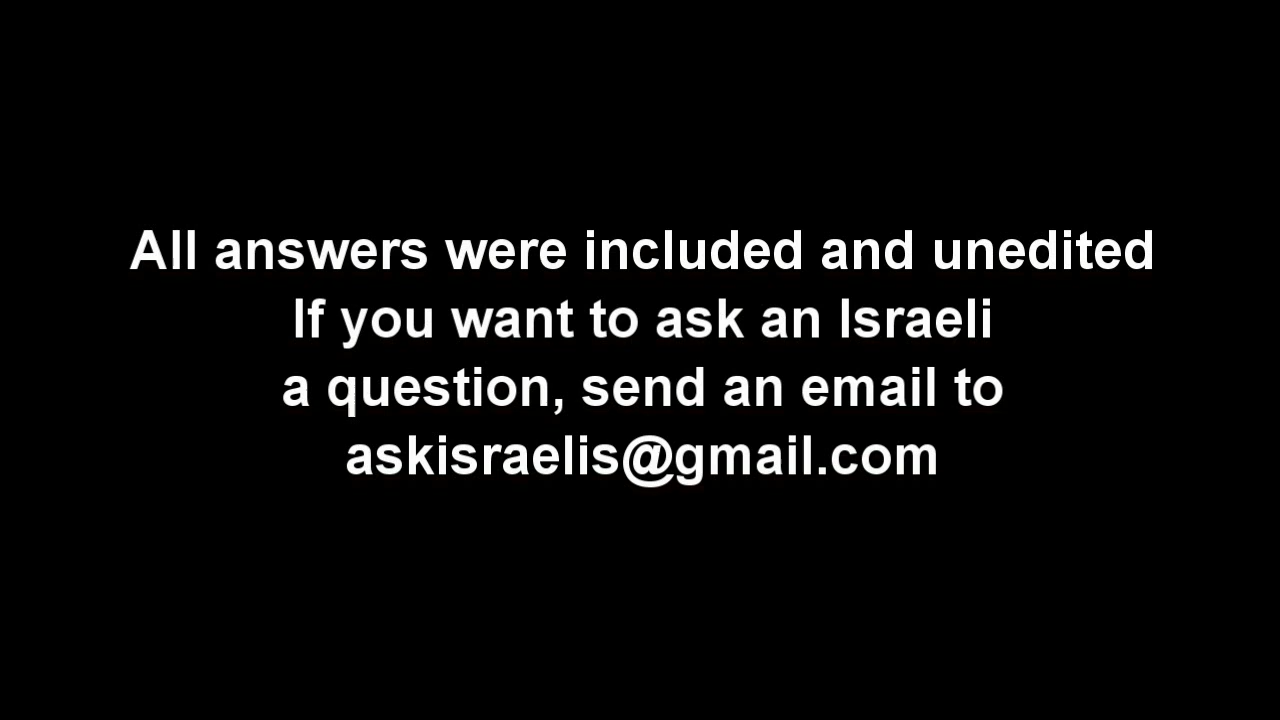 All answers were included and unedited
If you want to ask an Israeli
a question, send an email to
askisraelis@gmail.com